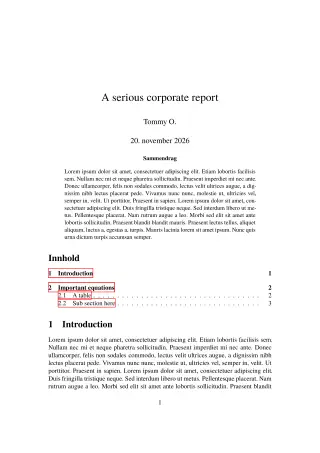 A serious corporate report
Tommy O.
20. november 2026
Sammendrag
Lorem ipsum dolor sit amet, consectetuer adipiscing elit. Etiam lobortis facilisis
sem. Nullam nec mi et neque pharetra sollicitudin. Praesent imperdiet mi nec ante.
Donec ullamcorper, felis non sodales commodo, lectus velit ultrices augue, a dig-
nissim nibh lectus placerat pede. Vivamus nunc nunc, molestie ut, ultricies vel,
semper in, velit. Ut porttitor. Praesent in sapien. Lorem ipsum dolor sit amet, con-
sectetuer adipiscing elit. Duis fringilla tristique neque. Sed interdum libero ut me-
tus. Pellentesque placerat. Nam rutrum augue a leo. Morbi sed elit sit amet ante
lobortis sollicitudin. Praesent blandit blandit mauris. Praesent lectus tellus, aliquet
aliquam, luctus a, egestas a, turpis. Mauris lacinia lorem sit amet ipsum. Nunc quis
urna dictum turpis accumsan semper.
Innhold
1 Introduction 1
2 Important equations 2
2.1 A table . . . . . . . . . . . . . . . . . . . . . . . . . . . . . . 2
2.2 Sub section here . . . . . . . . . . . . . . . . . . . . . . . . . 3
1 Introduction
Lorem ipsum dolor sit amet, consectetuer adipiscing elit. Etiam lobortis facilisis
sem. Nullam nec mi et neque pharetra sollicitudin. Praesent imperdiet mi nec ante.
Donec ullamcorper, felis non sodales commodo, lectus velit ultrices augue, a
dignissim nibh lectus placerat pede. Vivamus nunc nunc, molestie ut, ultricies vel, semper in, velit. Ut
porttitor. Praesent in sapien. Lorem ipsum dolor sit amet, consectetuer adipiscing elit.
Duis fringilla tristique neque. Sed interdum libero ut metus. Pellentesque placerat. Nam
rutrum augue a leo. Morbi sed elit sit amet ante lobortis sollicitudin. Praesent blandit
1